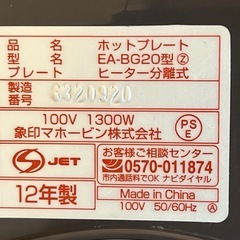 品名 ホットプレート
型名 EA-BG20型 Ⓩ
プレート ヒーター分離式
製造番号
100V 1300W
象印マホービン株式会社
PS
E
S JET
お客様ご相談センター
0570-011874
市内通話料でOK ナビダイヤル
12年製
Made in China
100V 50/60Hz